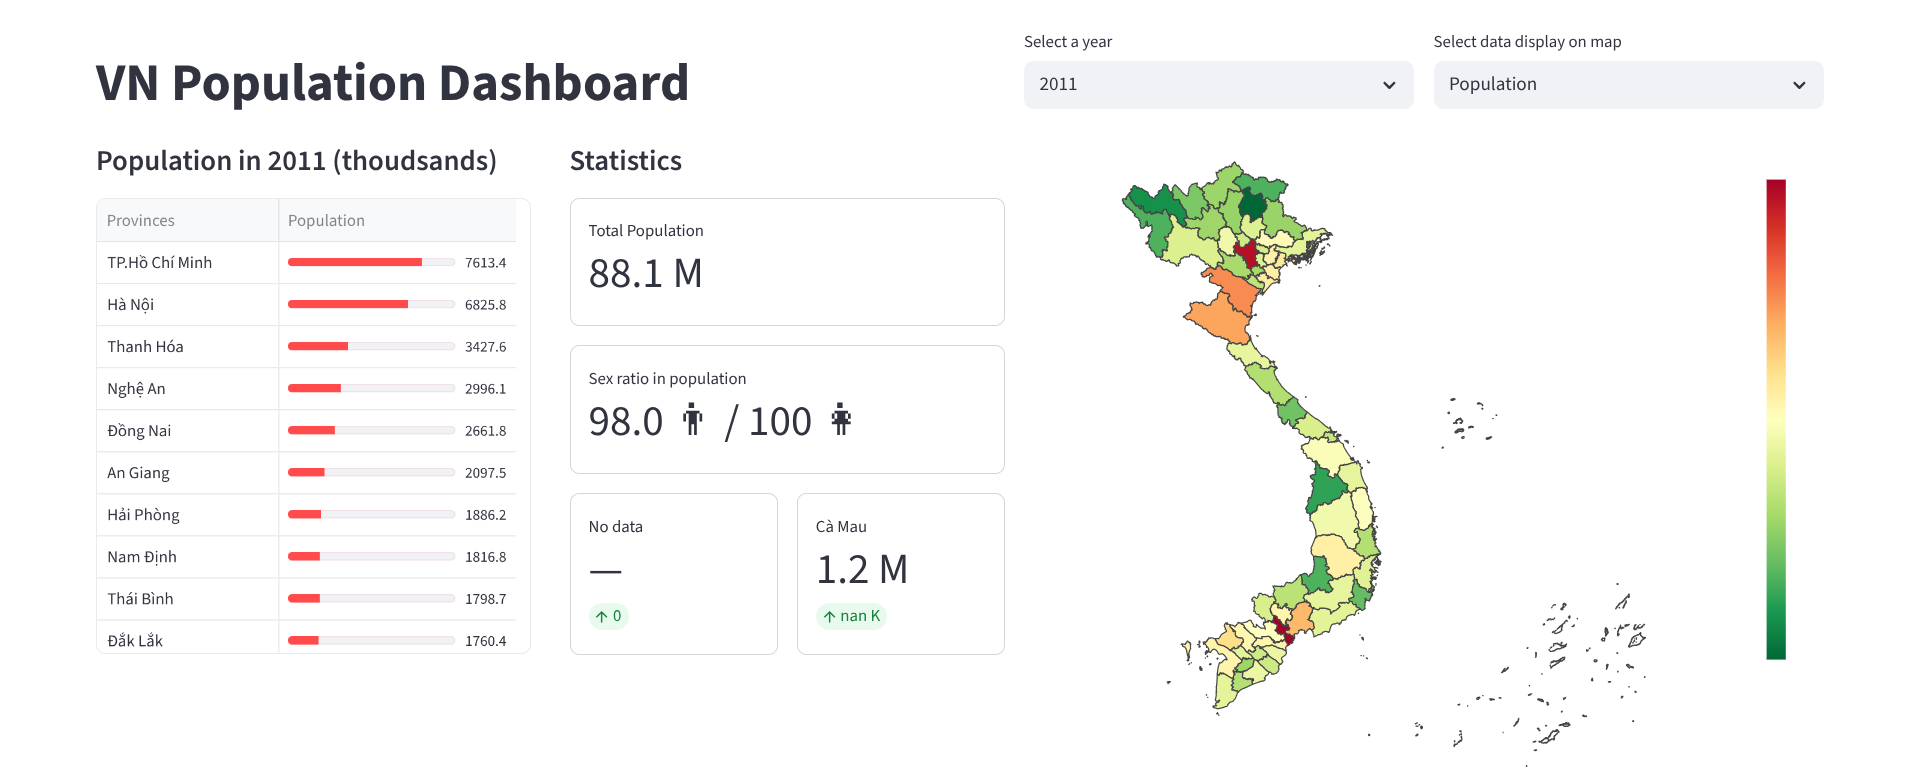 Select a year
Select data display on map
VN Population Dashboard
2011
Population
Population in 2011 (thoudsands)
Provinces Population
TP.Hồ Chí Minh 7613.4
Hà Nội 6825.8
Thanh Hóa 3427.6
Nghệ An 2996.1
Đồng Nai 2661.8
An Giang 2097.5
Hải Phòng 1886.2
Nam Định 1816.8
Thái Bình 1798.7
Đắk Lắk 1760.4
Statistics
Total Population
88.1 M
Sex ratio in population
98.0 / 100
No data
—
0
Cà Mau
1.2 M
nan K